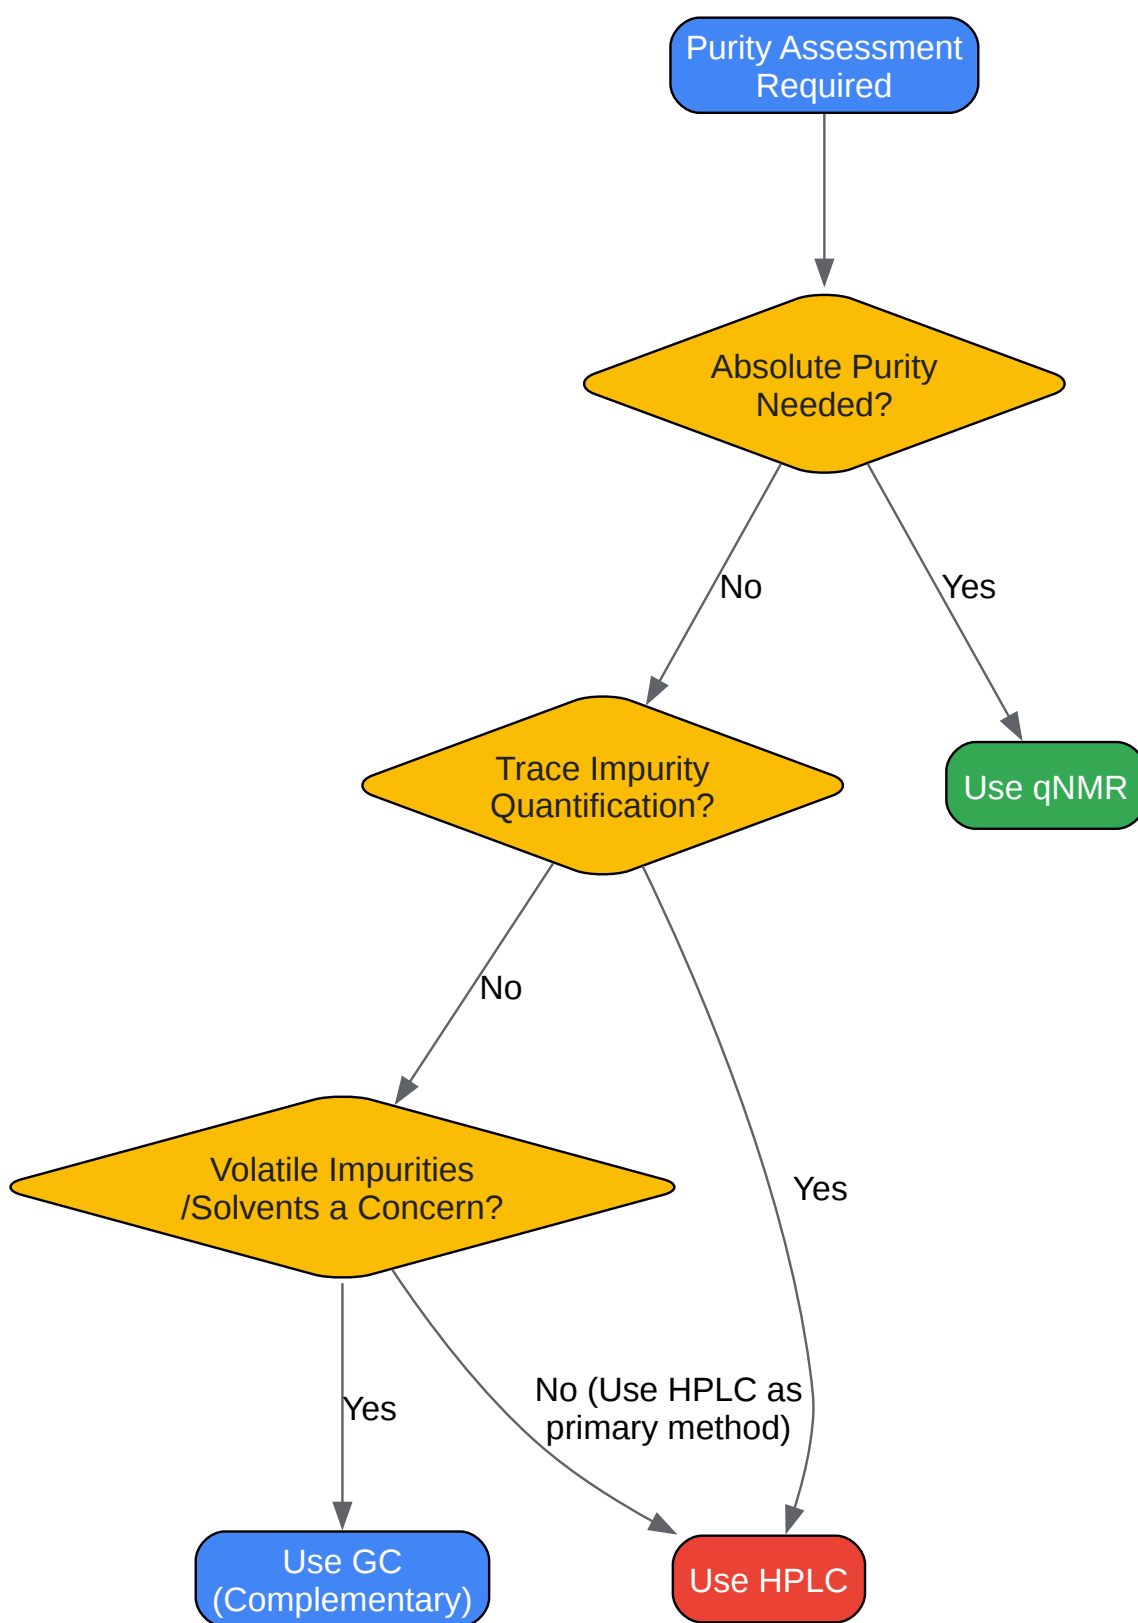 Purity Assessment
Required
Absolute Purity
Needed?
No
Yes
Trace Impurity
Quantification?
Use qNMR
No
Yes
Volatile Impurities
/Solvents a Concern?
Yes
No (Use HPLC as
primary method)
Use GC
(Complementary)
Use HPLC